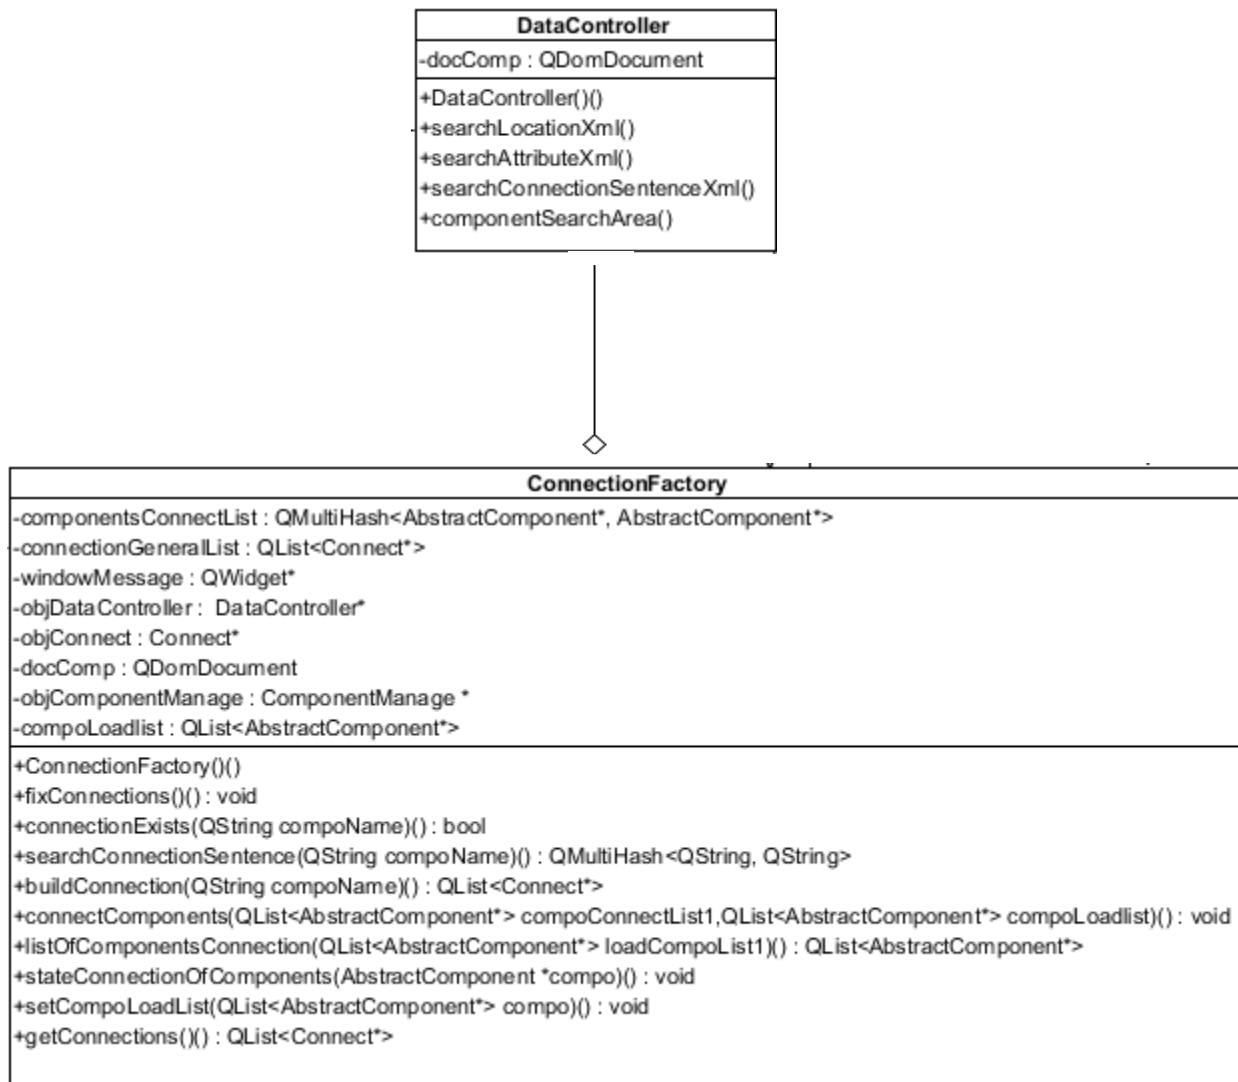 DataController
-docComp : QDomDocument
+DataController()()
+searchLocationXml()
+searchAttributeXml()
+searchConnectionSentenceXml()
+componentSearchArea()
ConnectionFactory
-componentsConnectList : QMultiHash<AbstractComponent*, AbstractComponent*>
-connectionGeneralList : QList<Connect*>
-windowMessage : QWidget*
-objDataController : DataController*
-objConnect : Connect*
-docComp : QDomDocument
-objComponentManage : ComponentManage *
-compoLoadlist : QList<AbstractComponent*>
+ConnectionFactory()()
+fixConnections()() : void
+connectionExists(QString compoName)() : bool
+searchConnectionSentence(QString compoName)() : QMultiHash<QString, QString>
+buildConnection(QString compoName)() : QList<Connect*>
+connectComponents(QList<AbstractComponent*> compoConnectList1,QList<AbstractComponent*> compoLoadlist)() : void
+listOfComponentsConnection(QList<AbstractComponent*> loadCompoList1)() : QList<AbstractComponent*>
+stateConnectionOfComponents(AbstractComponent *compo)() : void
+setCompoLoadList(QList<AbstractComponent*> compo)() : void
+getConnections()() : QList<Connect*>